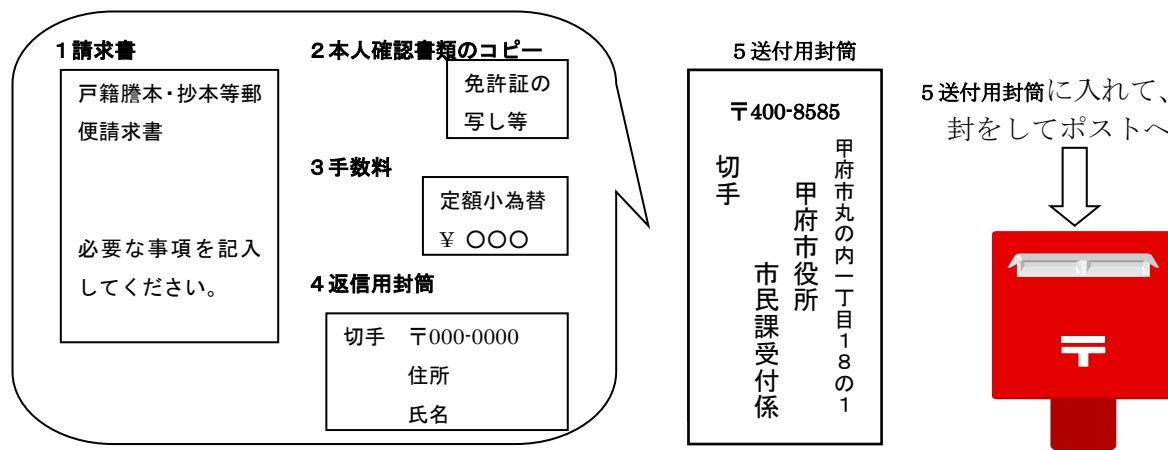 １請求書
戸籍謄本・抄本等郵
便請求書
必要な事項を記入
してください。
２本人確認書類のコピー
免許証の
写し等
３手数料
定額小為替
￥ 〇〇〇
４返信用封筒
切手　〒000-0000
住所
氏名
５送付用封筒
〒400-8585
甲府市丸の内一丁目１８の１
甲府市役所
市民課受付係
切手
５送付用封筒に入れて、
封をしてポストへ
〒